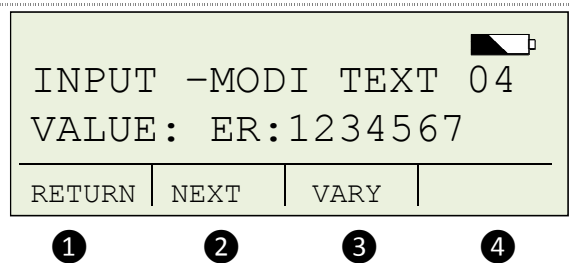 INPUT -MODI TEXT 04
VALUE: ER:1234567
RETURN NEXT VARY
❶ ❷ ❸ ❹